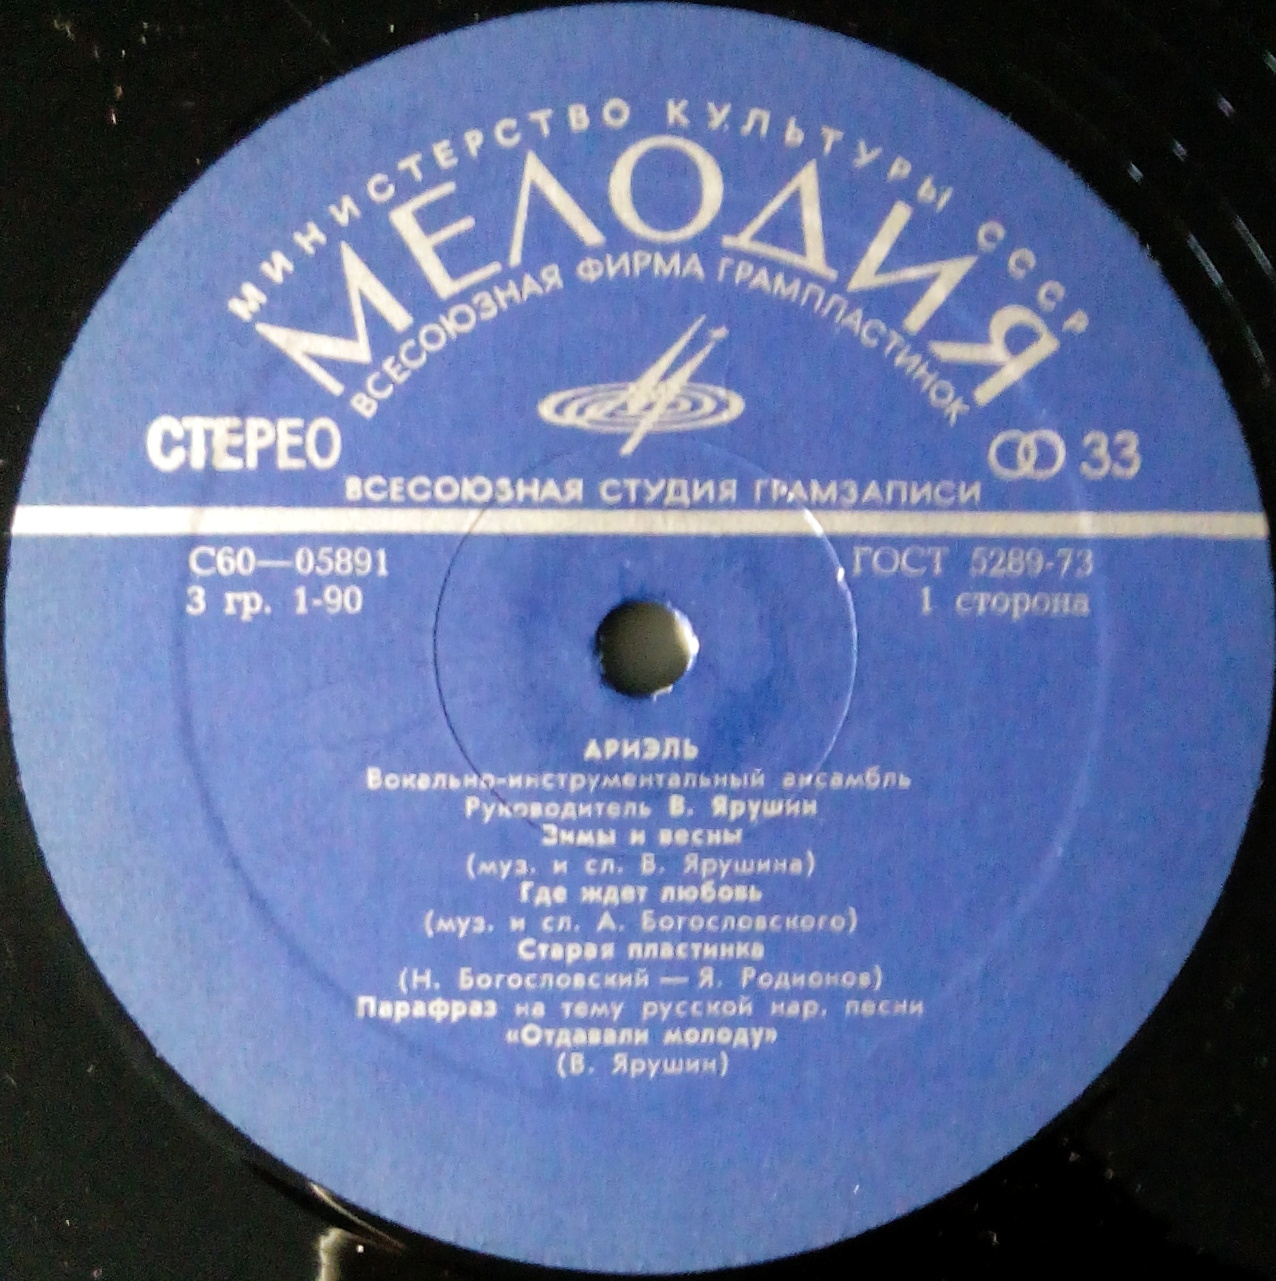 МИНИСТЕРСТВО КУЛЬТУРЫ СССР
МЕЛОДИЯ
ВСЕСОЮЗНАЯ ФИРМА ГРАМПЛАСТИНОК
СТЕРЕО
33
ВСЕСОЮЗНАЯ СТУДИЯ ГРАМЗАПИСИ
С60—05891 ГОСТ 5289-73
3 гр. 1-90 1 сторона
АРИЭЛЬ
Вокально-инструментальный ансамбль
Руководитель В. Ярушин
Зимы и весны
(муз. и сл. В. Ярушина)
Где ждет любовь
(муз. и сл. А. Богословского)
Старая пластинка
(Н. Богословский — Я. Родионов)
Парафраз на тему русской нар. песни
«Отдавали молоду»
(В. Ярушин)